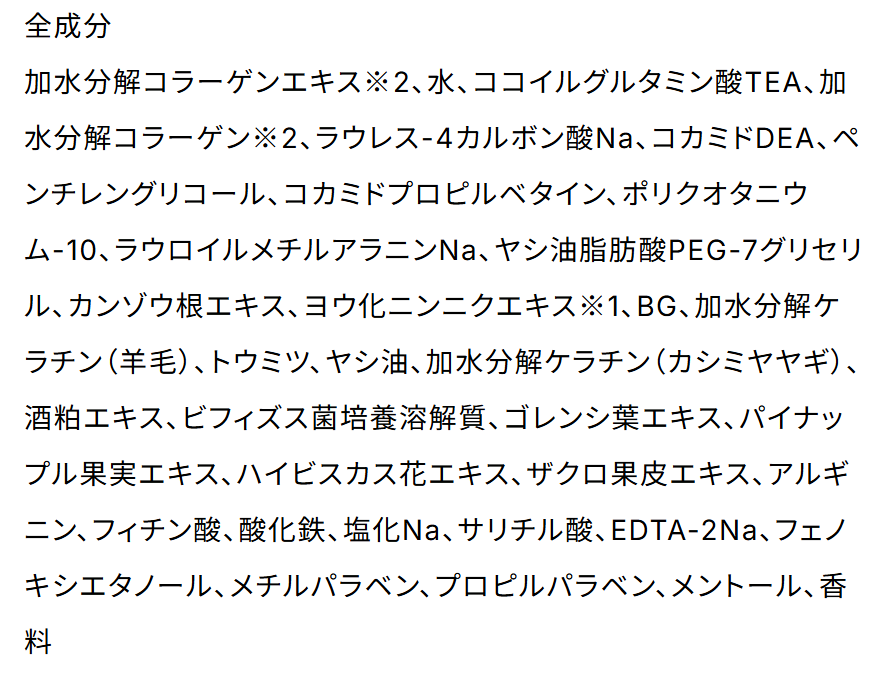 全成分
加水分解コラーゲンエキス※2、水、ココイルグルタミン酸TEA、加
水分解コラーゲン※2、ラウレス-4カルボン酸Na、コカミドDEA、ペ
ンチレングリコール、コカミドプロピルベタイン、ポリクオタニウ
ム-10、ラウロイルメチルアラニンNa、ヤシ油脂肪酸PEG-7グリセリ
ル、カンゾウ根エキス、ヨウ化ニンニクエキス※1、BG、加水分解ケ
ラチン（羊毛）、トウミツ、ヤシ油、加水分解ケラチン（カシミヤヤギ）、
酒粕エキス、ビフィズス菌培養溶解質、ゴレンシ葉エキス、パイナッ
プル果実エキス、ハイビスカス花エキス、ザクロ果皮エキス、アルギ
ニン、フィチン酸、酸化鉄、塩化Na、サリチル酸、EDTA-2Na、フェノ
キシエタノール、メチルパラベン、プロピルパラベン、メントール、香
料